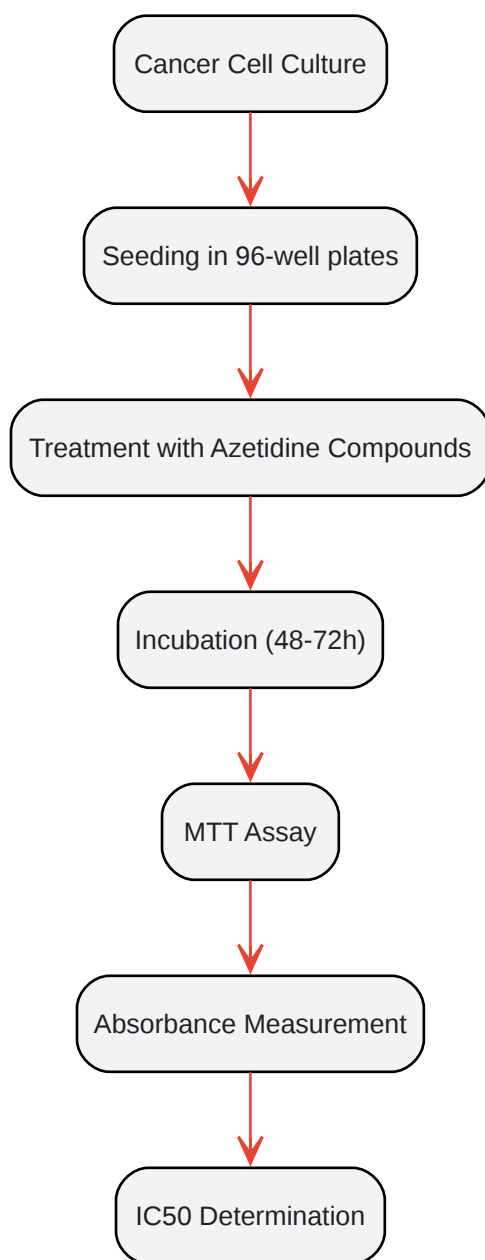 Cancer Cell Culture
Seeding in 96-well plates
Treatment with Azetidine Compounds
Incubation (48-72h)
MTT Assay
Absorbance Measurement
IC50 Determination